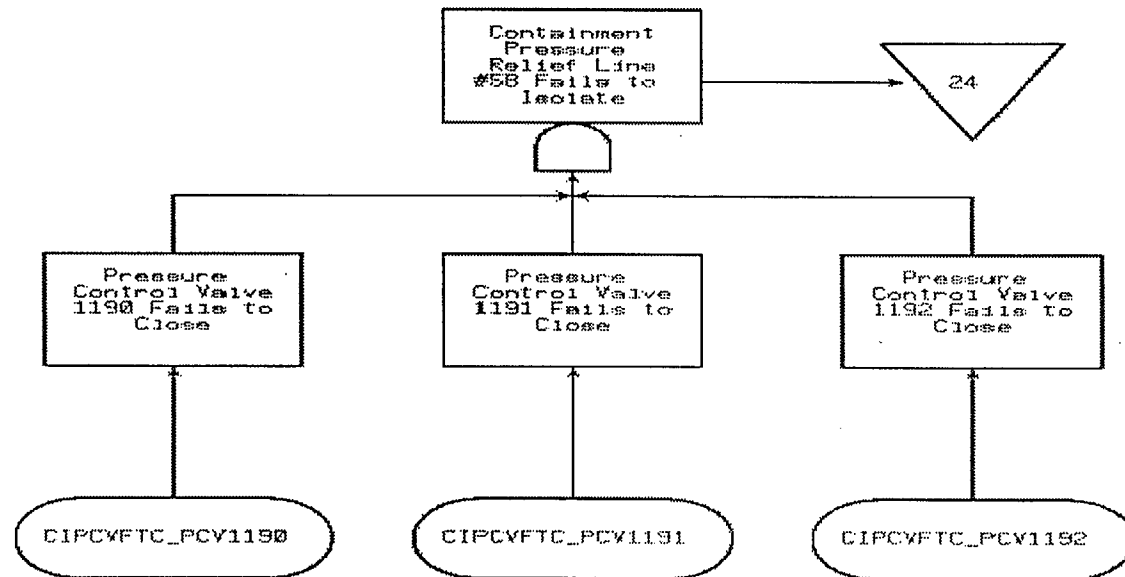 Containment
Pressure
Relief Line
#58 Fails to
Isolate
24
Pressure
Control Valve
1190 Fails to
Close
Pressure
Control Valve
1191 Fails to
Close
Pressure
Control Valve
1192 Fails to
Close
CIPCVFTC_PCV1190
CIPCVFTC_PCV1191
CIPCVFTC_PCV1192